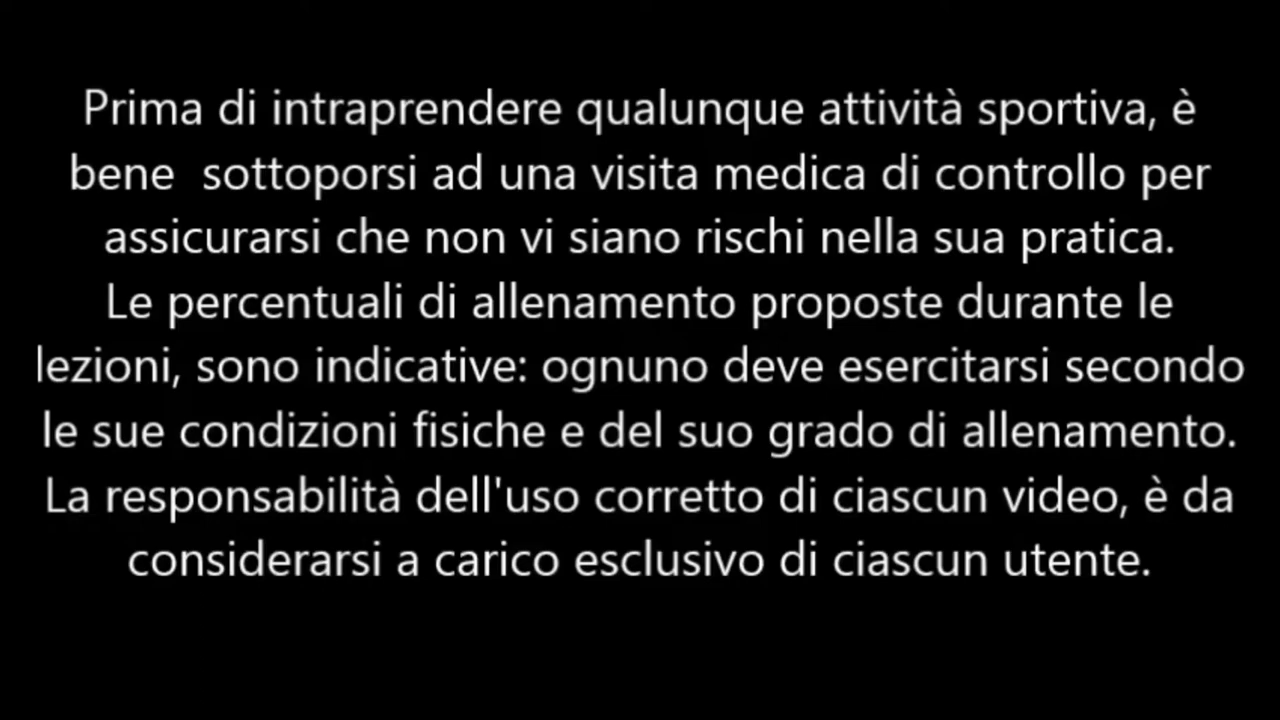 Prima di intraprendere qualunque attività sportiva, è
bene  sottoporsi ad una visita medica di controllo per
assicurarsi che non vi siano rischi nella sua pratica.
Le percentuali di allenamento proposte durante le
lezioni, sono indicative: ognuno deve esercitarsi secondo
le sue condizioni fisiche e del suo grado di allenamento.
La responsabilità dell'uso corretto di ciascun video, è da
considerarsi a carico esclusivo di ciascun utente.